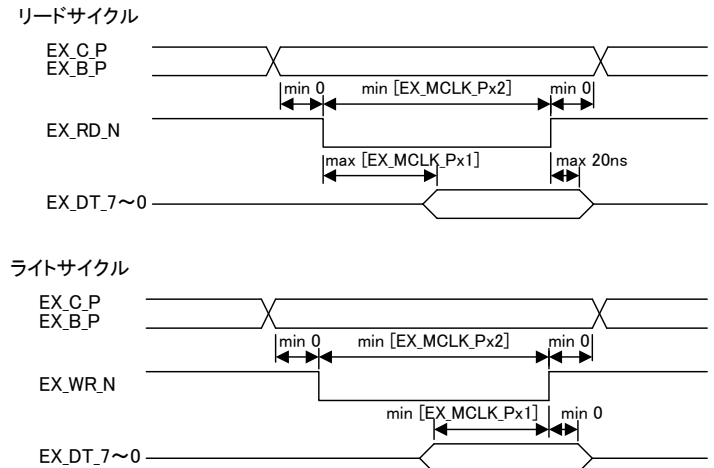 リードサイクル
EX_C_P
EX_B_P
min 0
min [EX_MCLK_Px2]
min 0
EX_RD_N
max [EX_MCLK_Px1]
max 20ns
EX_DT_7～0
ライトサイクル
EX_C_P
EX_B_P
min 0
min [EX_MCLK_Px2]
min 0
EX_WR_N
min [EX_MCLK_Px1]
min 0
EX_DT_7～0